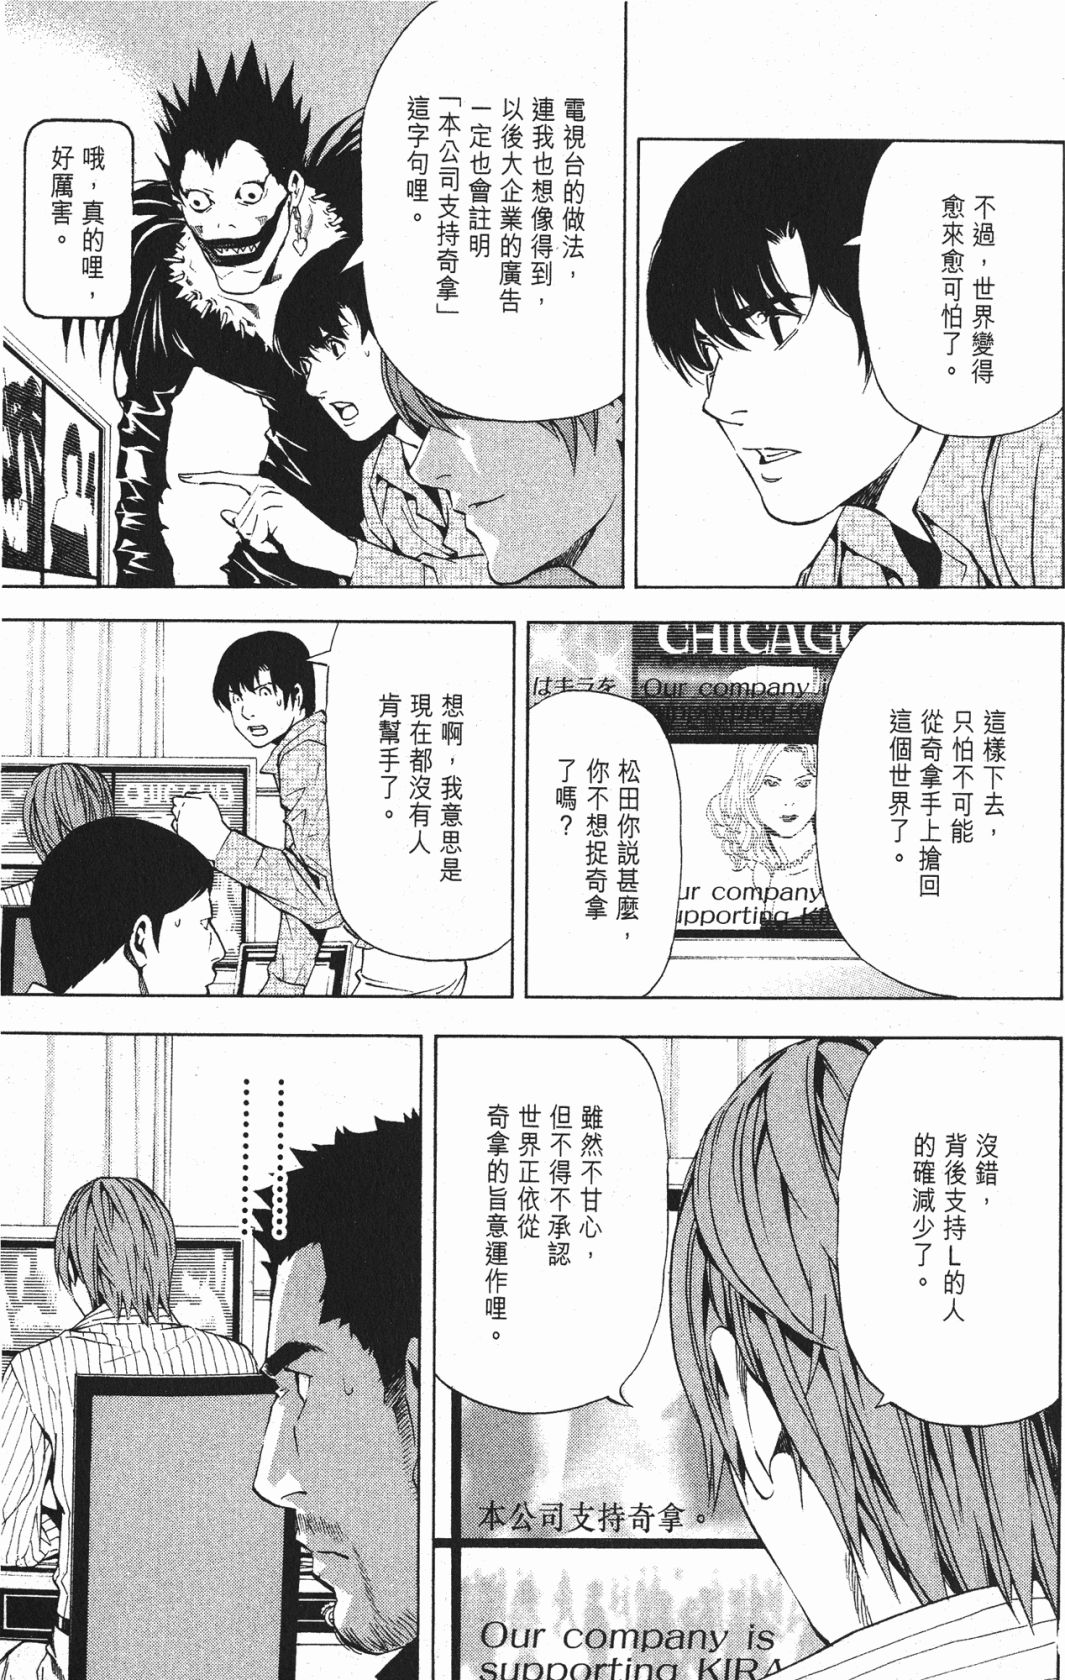 不過，世界變得
愈來愈可怕了。
電視台的做法，
連我也想像得到，
以後大企業的廣告
一定也會註明
「本公司支持奇拿」
這字句哩。
哦，真的哩，
好厲害。
這樣下去，
只怕不可能
從奇拿手上搶回
這個世界了。
CHICAG
はキラを
Our company i
supporting
ur company
upporting KI
松田你說甚麼，
你不想捉奇拿
了嗎？
想啊，我意思是
現在都沒有人
肯幫手了。
沒錯，
背後支持L的人
的確減少了。
雖然不甘心，
但不得不承認
世界正依從
奇拿的旨意運作哩。
本公司支持奇拿。
Our company is
supporting KIRA
⋯⋯⋯⋯
⋯⋯⋯⋯